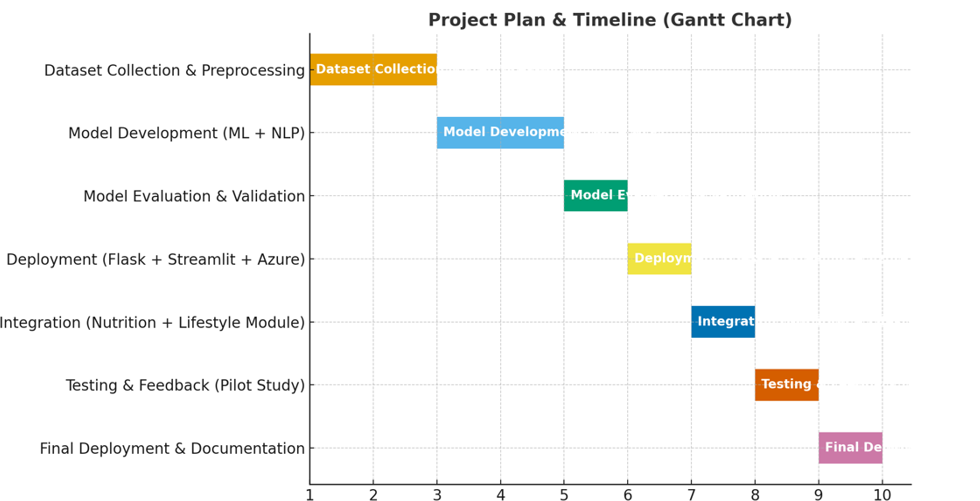 Project Plan & Timeline (Gantt Chart)
Dataset Collection & Preprocessing
Dataset Collectio
Model Development (ML + NLP)
Model Developme
Model Evaluation & Validation
Model Ev
Deployment (Flask + Streamlit + Azure)
Deploym
Integration (Nutrition + Lifestyle Module)
Integrat
Testing & Feedback (Pilot Study)
Testing &
Final Deployment & Documentation
Final De
1 2 3 4 5 6 7 8 9 10